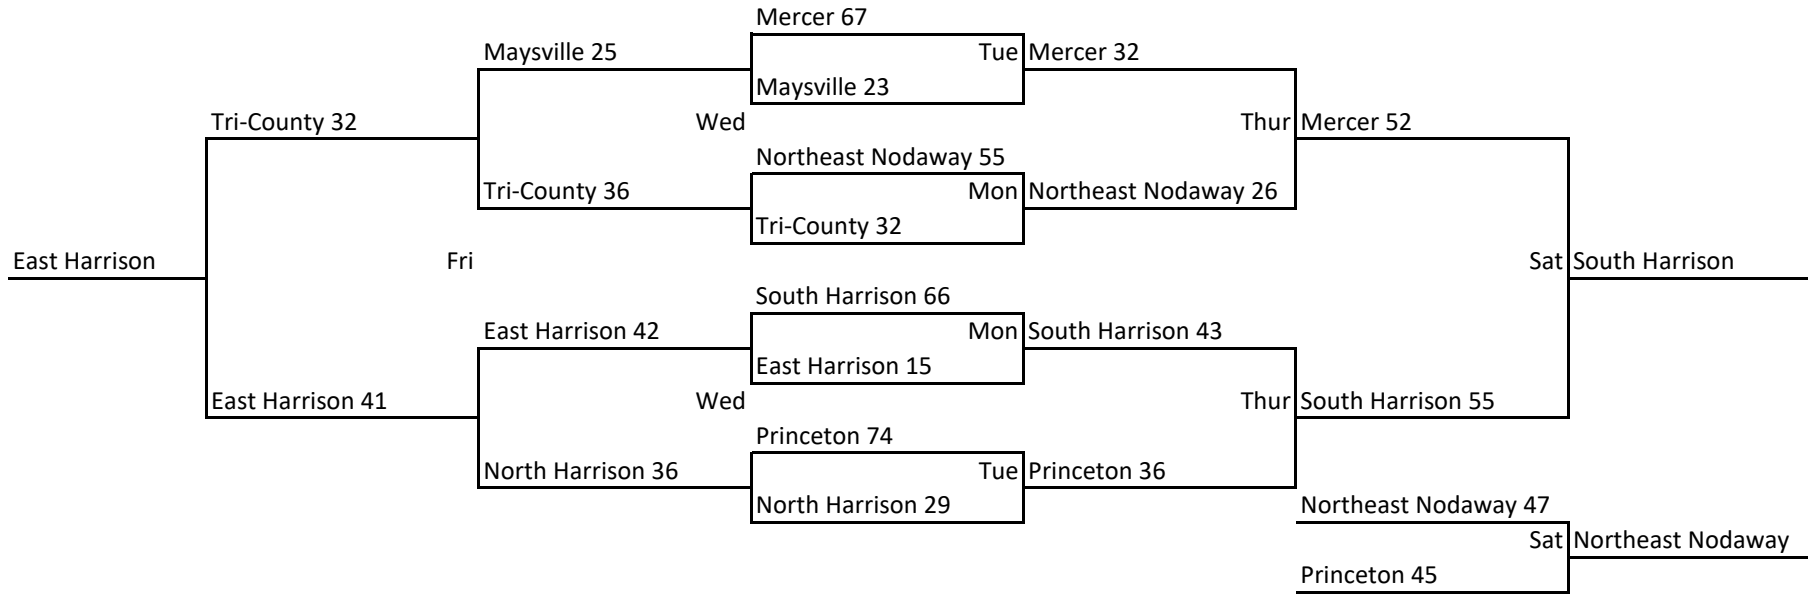 Mercer 67
Maysville 25
Tue
Mercer 32
Maysville 23
Tri-County 32
Wed
Thur
Mercer 52
Northeast Nodaway 55
Tri-County 36
Mon
Northeast Nodaway 26
Tri-County 32
East Harrison
Fri
Sat
South Harrison
South Harrison 66
East Harrison 42
Mon
South Harrison 43
East Harrison 15
East Harrison 41
Wed
Thur
South Harrison 55
Princeton 74
North Harrison 36
Tue
Princeton 36
North Harrison 29
Northeast Nodaway 47
Sat
Northeast Nodaway
Princeton 45